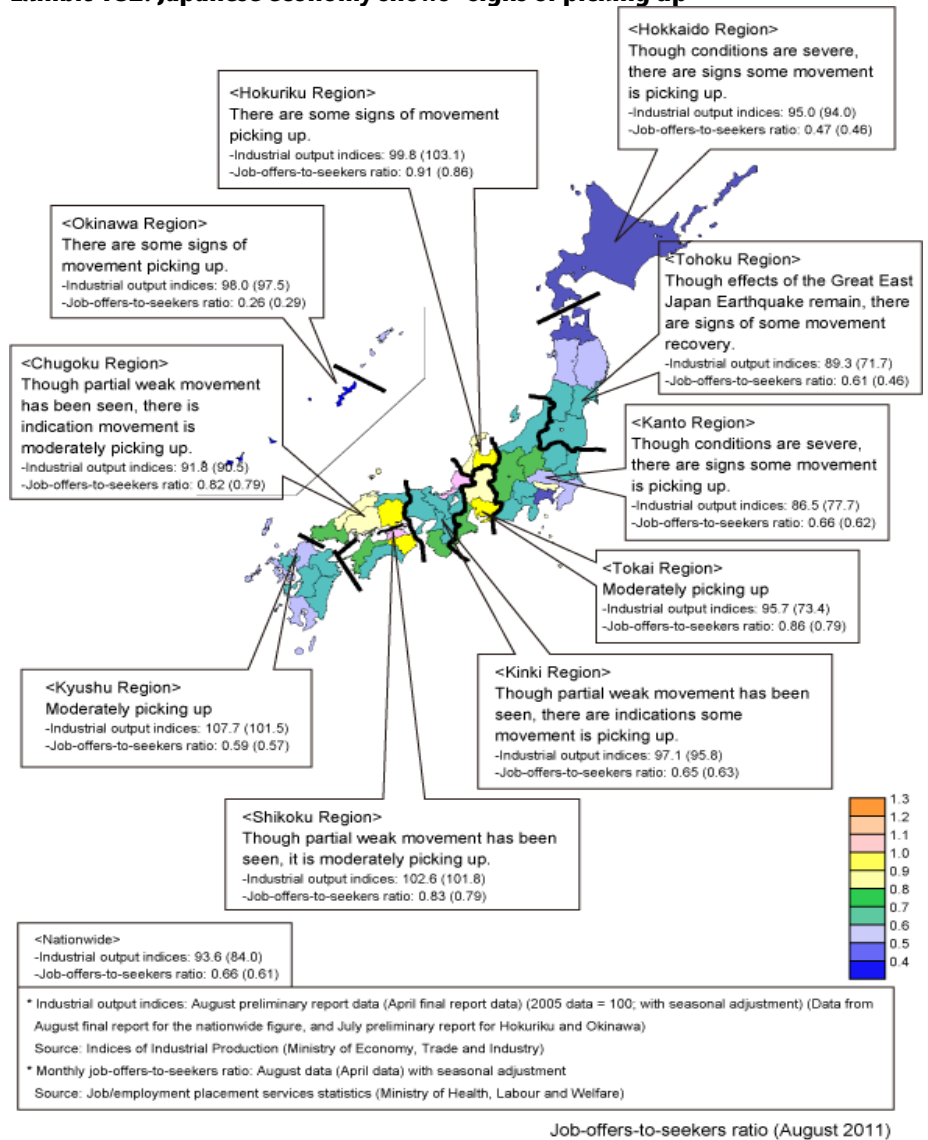 <Hokkaido Region>
Though conditions are severe,
there are signs some movement
is picking up.
-Industrial output indices: 95.0 (94.0)
-Job-offers-to-seekers ratio: 0.47 (0.46)
<Hokuriku Region>
There are some signs of movement
picking up.
-Industrial output indices: 99.8 (103.1)
-Job-offers-to-seekers ratio: 0.91 (0.86)
<Okinawa Region>
There are some signs of
movement picking up.
-Industrial output indices: 98.0 (97.5)
-Job-offers-to-seekers ratio: 0.26 (0.29)
<Tohoku Region>
Though effects of the Great East
Japan Earthquake remain, there
are signs of some movement
recovery.
-Industrial output indices: 89.3 (71.7)
-Job-offers-to-seekers ratio: 0.61 (0.46)
<Chugoku Region>
Though partial weak movement
has been seen, there is
indication movement is
moderately picking up.
-Industrial output indices: 91.8 (90.5)
-Job-offers-to-seekers ratio: 0.82 (0.79)
<Kanto Region>
Though conditions are severe,
there are signs some movement
is picking up.
-Industrial output indices: 86.5 (77.7)
-Job-offers-to-seekers ratio: 0.66 (0.62)
<Tokai Region>
Moderately picking up
-Industrial output indices: 95.7 (73.4)
-Job-offers-to-seekers ratio: 0.86 (0.79)
<Kinki Region>
Though partial weak movement has been
seen, there are indications some
movement is picking up.
-Industrial output indices: 97.1 (95.8)
-Job-offers-to-seekers ratio: 0.65 (0.63)
<Kyushu Region>
Moderately picking up
-Industrial output indices: 107.7 (101.5)
-Job-offers-to-seekers ratio: 0.59 (0.57)
<Shikoku Region>
Though partial weak movement has been
seen, it is moderately picking up.
-Industrial output indices: 102.6 (101.8)
-Job-offers-to-seekers ratio: 0.83 (0.79)
1.3
1.2
1.1
1.0
0.9
0.8
0.7
0.6
0.5
0.4
<Nationwide>
-Industrial output indices: 93.6 (84.0)
-Job-offers-to-seekers ratio: 0.66 (0.61)
* Industrial output indices: August preliminary report data (April final report data) (2005 data = 100; with seasonal adjustment) (Data from
August final report for the nationwide figure, and July preliminary report for Hokuriku and Okinawa)
Source: Indices of Industrial Production (Ministry of Economy, Trade and Industry)
* Monthly job-offers-to-seekers ratio: August data (April data) with seasonal adjustment
Source: Job/employment placement services statistics (Ministry of Health, Labour and Welfare)
Job-offers-to-seekers ratio (August 2011)